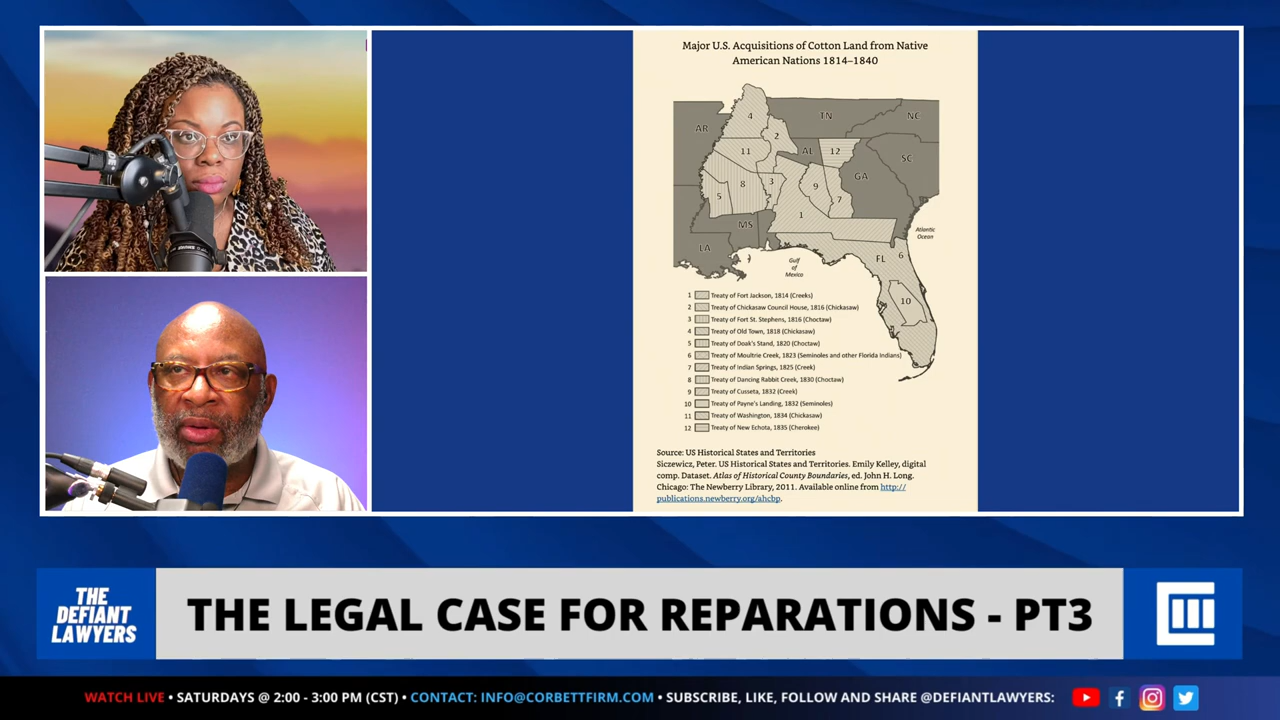 Major U.S. Acquisitions of Cotton Land from Native
American Nations 1814–1840
4
TN
NC
AR
2
11
AL
12
SC
GA
8
3
9
5
7
1
MS
LA
Atlantic
Ocean
FL
6
Gulf
of
Mexico
10
1 Treaty of Fort Jackson, 1814 (Creeks)
2 Treaty of Chickasaw Council House, 1816 (Chickasaw)
3 Treaty of Fort St. Stephens, 1816 (Choctaw)
4 Treaty of Old Town, 1818 (Chickasaw)
5 Treaty of Doak's Stand, 1820 (Choctaw)
6 Treaty of Moultrie Creek, 1823 (Seminoles and other Florida Indians)
7 Treaty of Indian Springs, 1825 (Creek)
8 Treaty of Dancing Rabbit Creek, 1830 (Choctaw)
9 Treaty of Cusseta, 1832 (Creek)
10 Treaty of Payne's Landing, 1832 (Seminoles)
11 Treaty of Washington, 1834 (Chickasaw)
12 Treaty of New Echota, 1835 (Cherokee)
Source: US Historical States and Territories
Siczewicz, Peter. US Historical States and Territories. Emily Kelley, digital
comp. Dataset. Atlas of Historical County Boundaries, ed. John H. Long.
Chicago: The Newberry Library, 2011. Available online from http://
publications.newberry.org/ahcbp.
THE
DEFIANT
LAWYERS
THE LEGAL CASE FOR REPARATIONS - PT3
WATCH LIVE • SATURDAYS @ 2:00 - 3:00 PM (CST) • CONTACT: INFO@CORBETTFIRM.COM • SUBSCRIBE, LIKE, FOLLOW AND SHARE @DEFIANTLAWYERS: